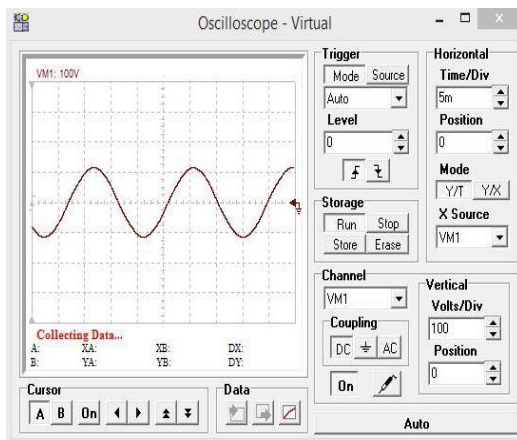 Oscilloscope - Virtual
VM1: 100V
Collecting Data...
A: XA: XB: DX:
B: YA: YB: DY:
Cursor
A B On
Data
Trigger
Mode Source
Auto
Level
0
Storage
Run Stop
Store Erase
Channel
VM1
Coupling
DC AC
On
Horizontal
Time/Div
5m
Position
0
Mode
Y/T Y/X
X Source
VM1
Vertical
Volts/Div
100
Position
0
Auto